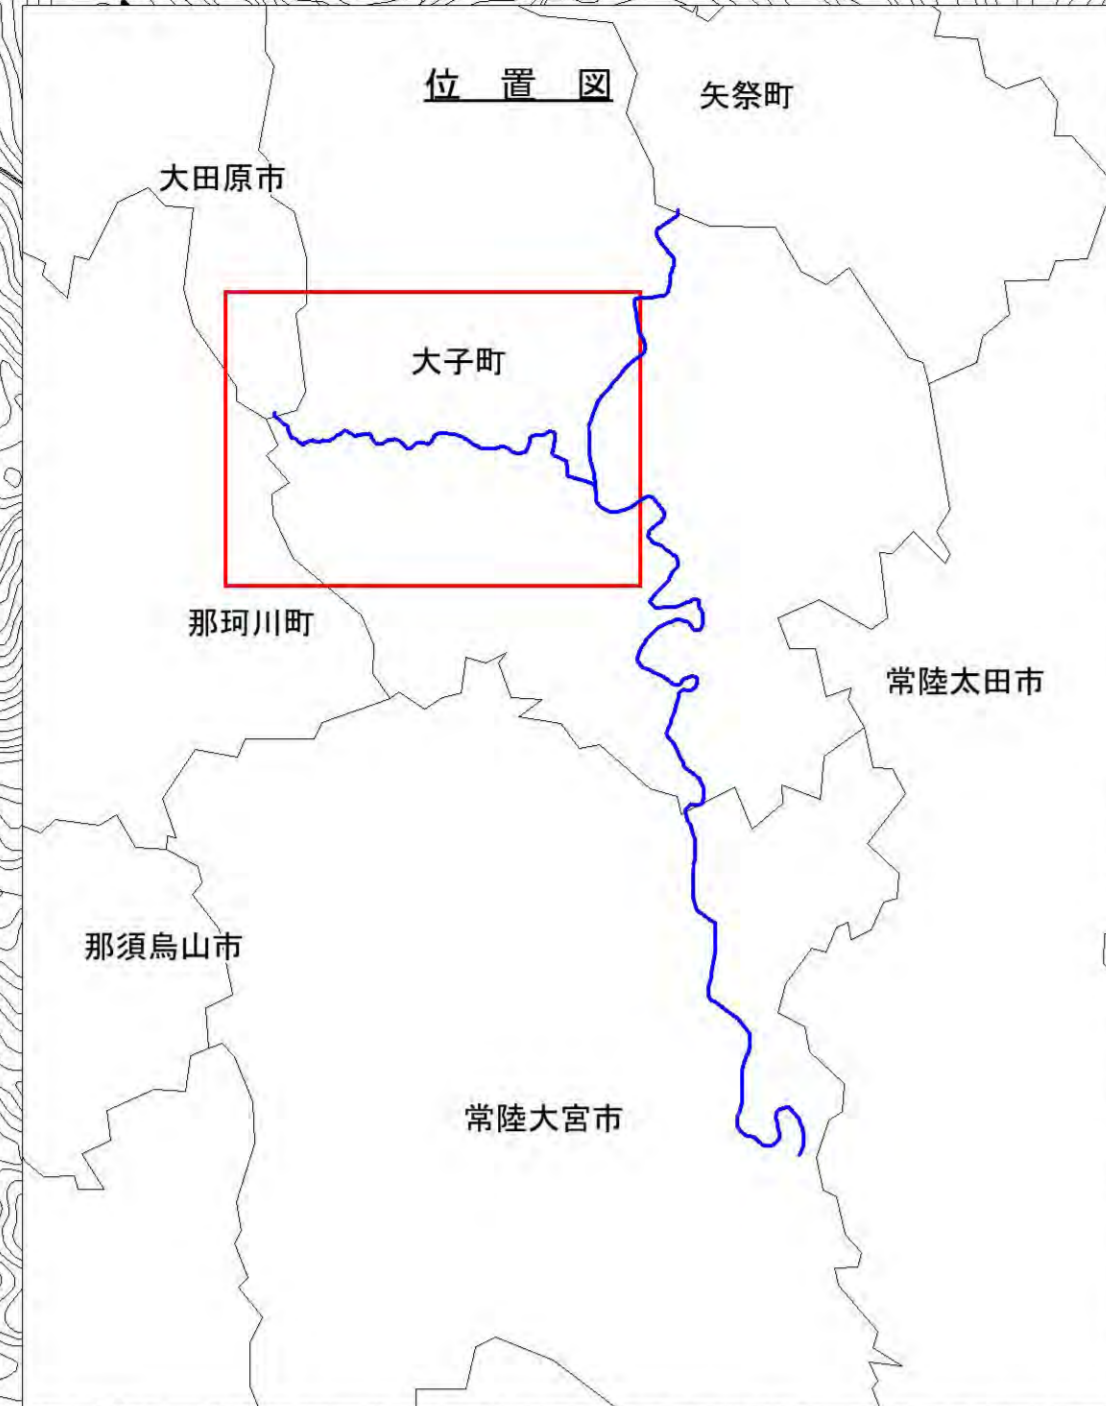 位 置 図
矢祭町
大田原市
大子町
那珂川町
常陸太田市
那須烏山市
常陸大宮市